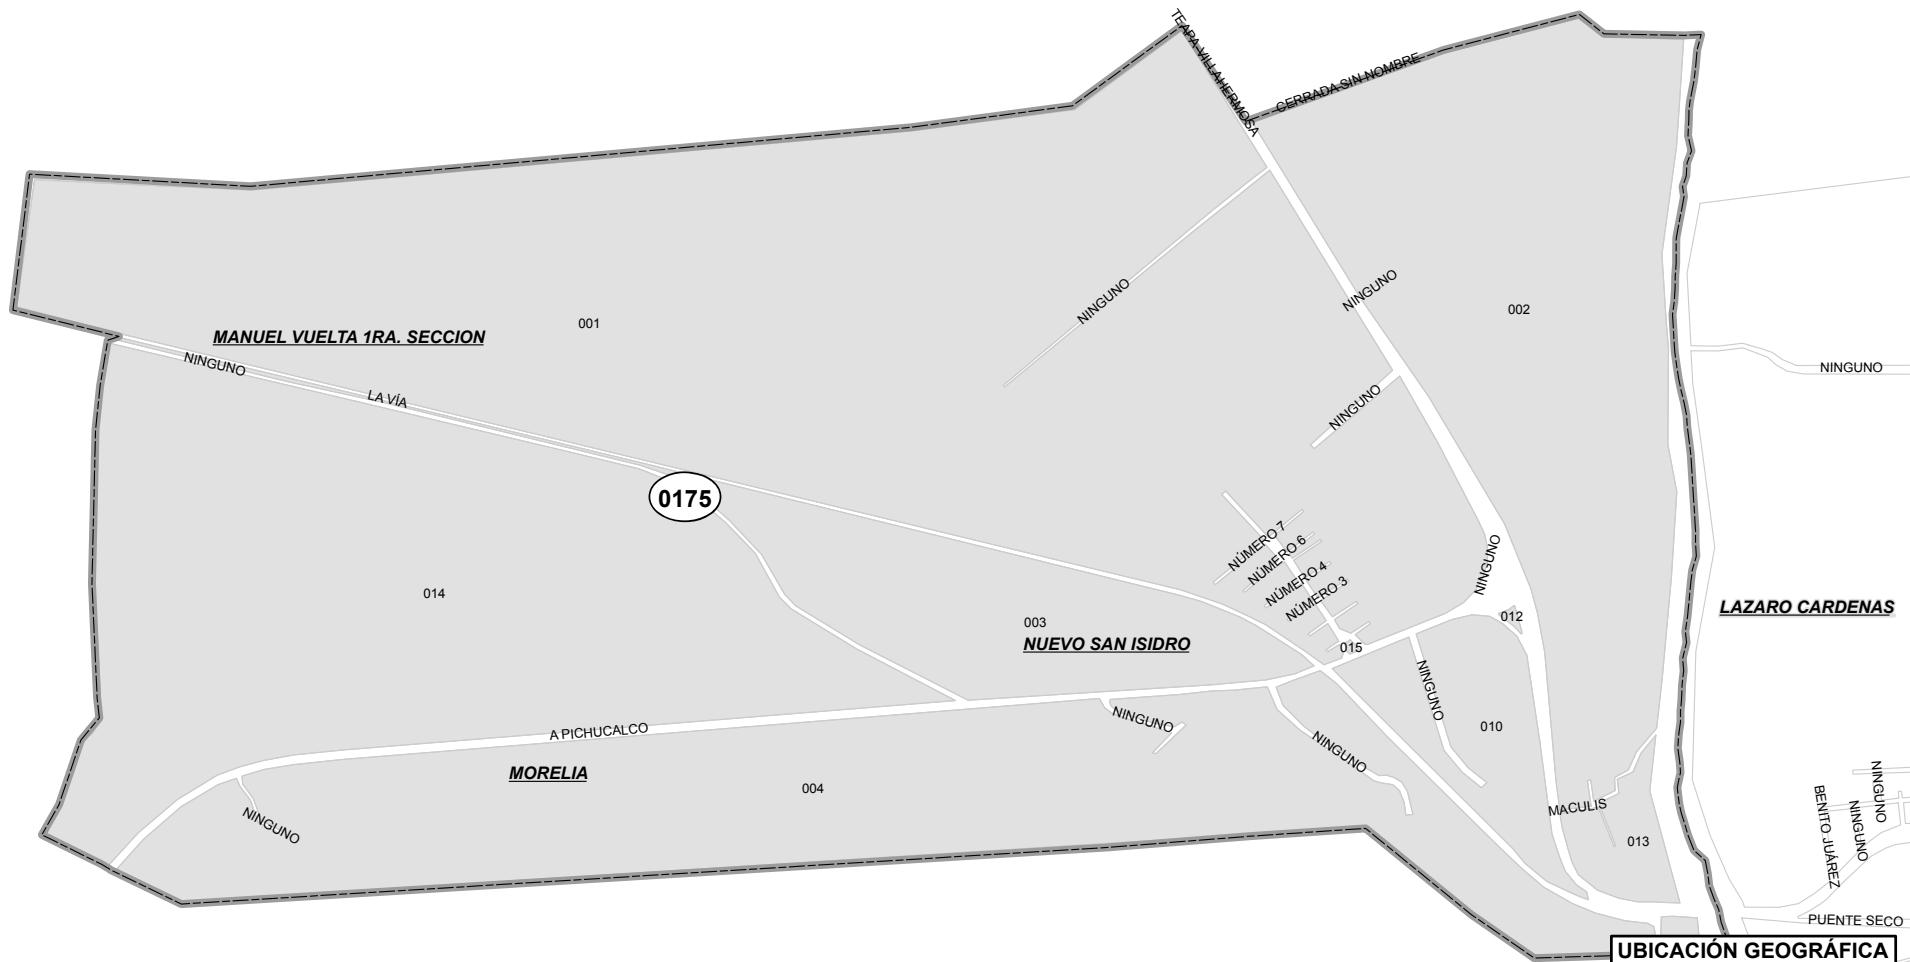 TEAPA-VILLAHERMOSA
CERRADA SIN NOMBRE
NINGUNO
NINGUNO
002
001
MANUEL VUELTA 1RA. SECCION
NINGUNO
LA VÍA
NINGUNO
NINGUNO
0175
NÚMERO 7
NÚMERO 6
NÚMERO 4
NÚMERO 3
NINGUNO
014
003
NUEVO SAN ISIDRO
012
015
LAZARO CARDENAS
NINGUNO
010
NINGUNO
NINGUNO
A PICHUCALCO
MORELIA
004
NINGUNO
MACULIS
013
NINGUNO
NINGUNO
BENITO JUÁREZ
PUENTE SECO
UBICACIÓN GEOGRÁFICA